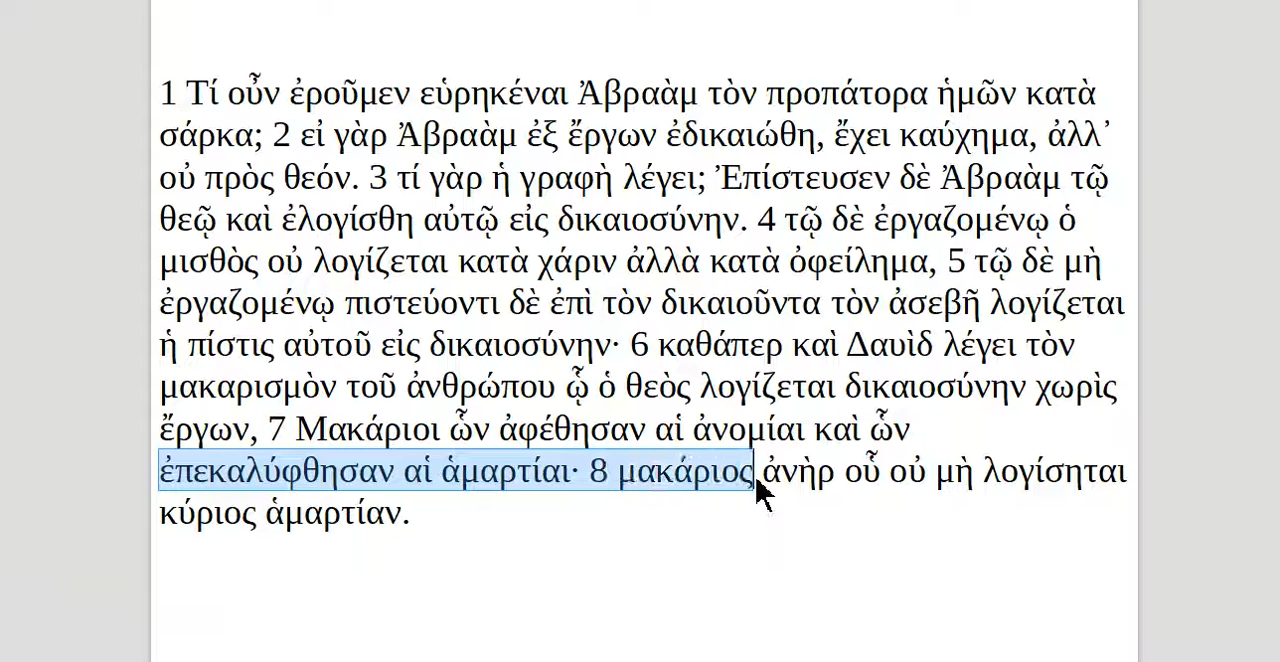 1 Τί οὖν ἐροῦμεν εὑρηκέναι Ἀβραὰμ τὸν προπάτορα ἡμῶν κατὰ
σάρκα; 2 εἰ γὰρ Ἀβραὰμ ἐξ ἔργων ἐδικαιώθη, ἔχει καύχημα, ἀλλ᾽
οὐ πρὸς θεόν. 3 τί γὰρ ἡ γραφὴ λέγει; Ἐπίστευσεν δὲ Ἀβραὰμ τῷ
θεῷ καὶ ἐλογίσθη αὐτῷ εἰς δικαιοσύνην. 4 τῷ δὲ ἐργαζομένῳ ὁ
μισθὸς οὐ λογίζεται κατὰ χάριν ἀλλὰ κατὰ ὀφείλημα, 5 τῷ δὲ μὴ
ἐργαζομένῳ πιστεύοντι δὲ ἐπὶ τὸν δικαιοῦντα τὸν ἀσεβῆ λογίζεται
ἡ πίστις αὐτοῦ εἰς δικαιοσύνην· 6 καθάπερ καὶ Δαυὶδ λέγει τὸν
μακαρισμὸν τοῦ ἀνθρώπου ᾧ ὁ θεὸς λογίζεται δικαιοσύνην χωρὶς
ἔργων, 7 Μακάριοι ὧν ἀφέθησαν αἱ ἀνομίαι καὶ ὧν
ἐπεκαλύφθησαν αἱ ἁμαρτίαι· 8 μακάριος ἀνὴρ οὗ οὐ μὴ λογίσηται
κύριος ἁμαρτίαν.